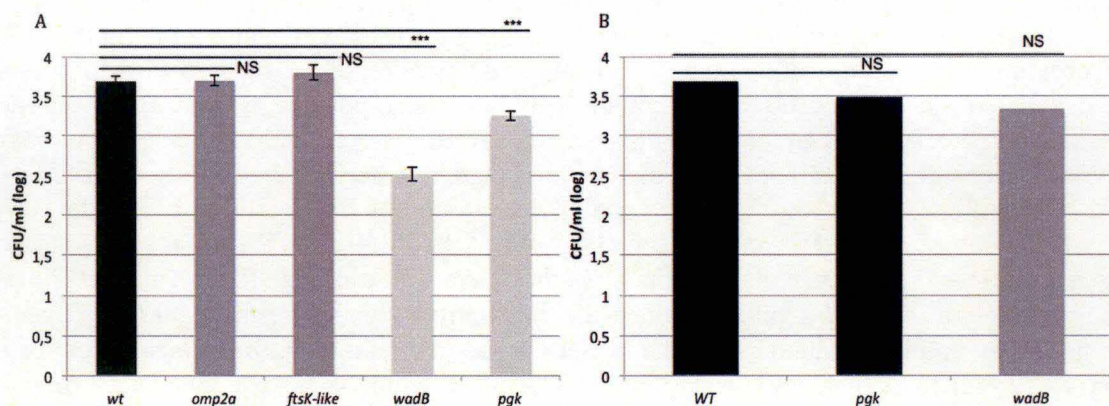 A
***
***
NS
NS
CFU/ml (log)
4
3,5
3
2,5
2
1,5
1
0,5
0
wt
omp2a
ftsK-like
wadB
pgk
B
NS
NS
CFU/ml (log)
4
3,5
3
2,5
2
1,5
1
0,5
0
WT
pgk
wadB